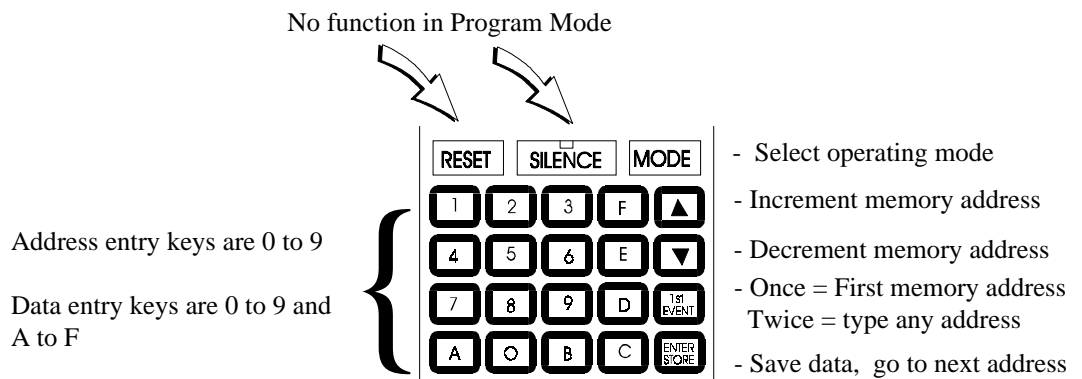 No function in Program Mode
RESET SILENCE MODE
- Select operating mode
1 2 3 F ▲
- Increment memory address
Address entry keys are 0 to 9
4 5 6 E ▼
- Decrement memory address
Data entry keys are 0 to 9 and
A to F
7 8 9 D 1st EVENT
- Once = First memory address
Twice = type any address
A O B C ENTER STORE
- Save data, go to next address